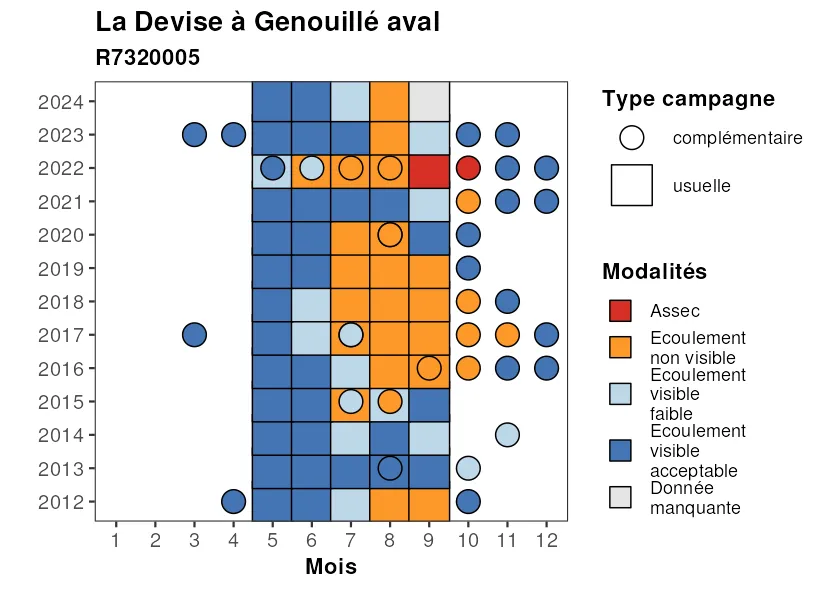 La Devise à Genouillé aval
R7320005
2024
2023
2022
2021
2020
2019
2018
2017
2016
2015
2014
2013
2012
1 2 3 4 5 6 7 8 9 10 11 12
Mois
Type campagne
complémentaire
usuelle
Modalités
Assec
Ecoulement
non visible
Ecoulement
visible
faible
Ecoulement
visible
acceptable
Donnée
manquante